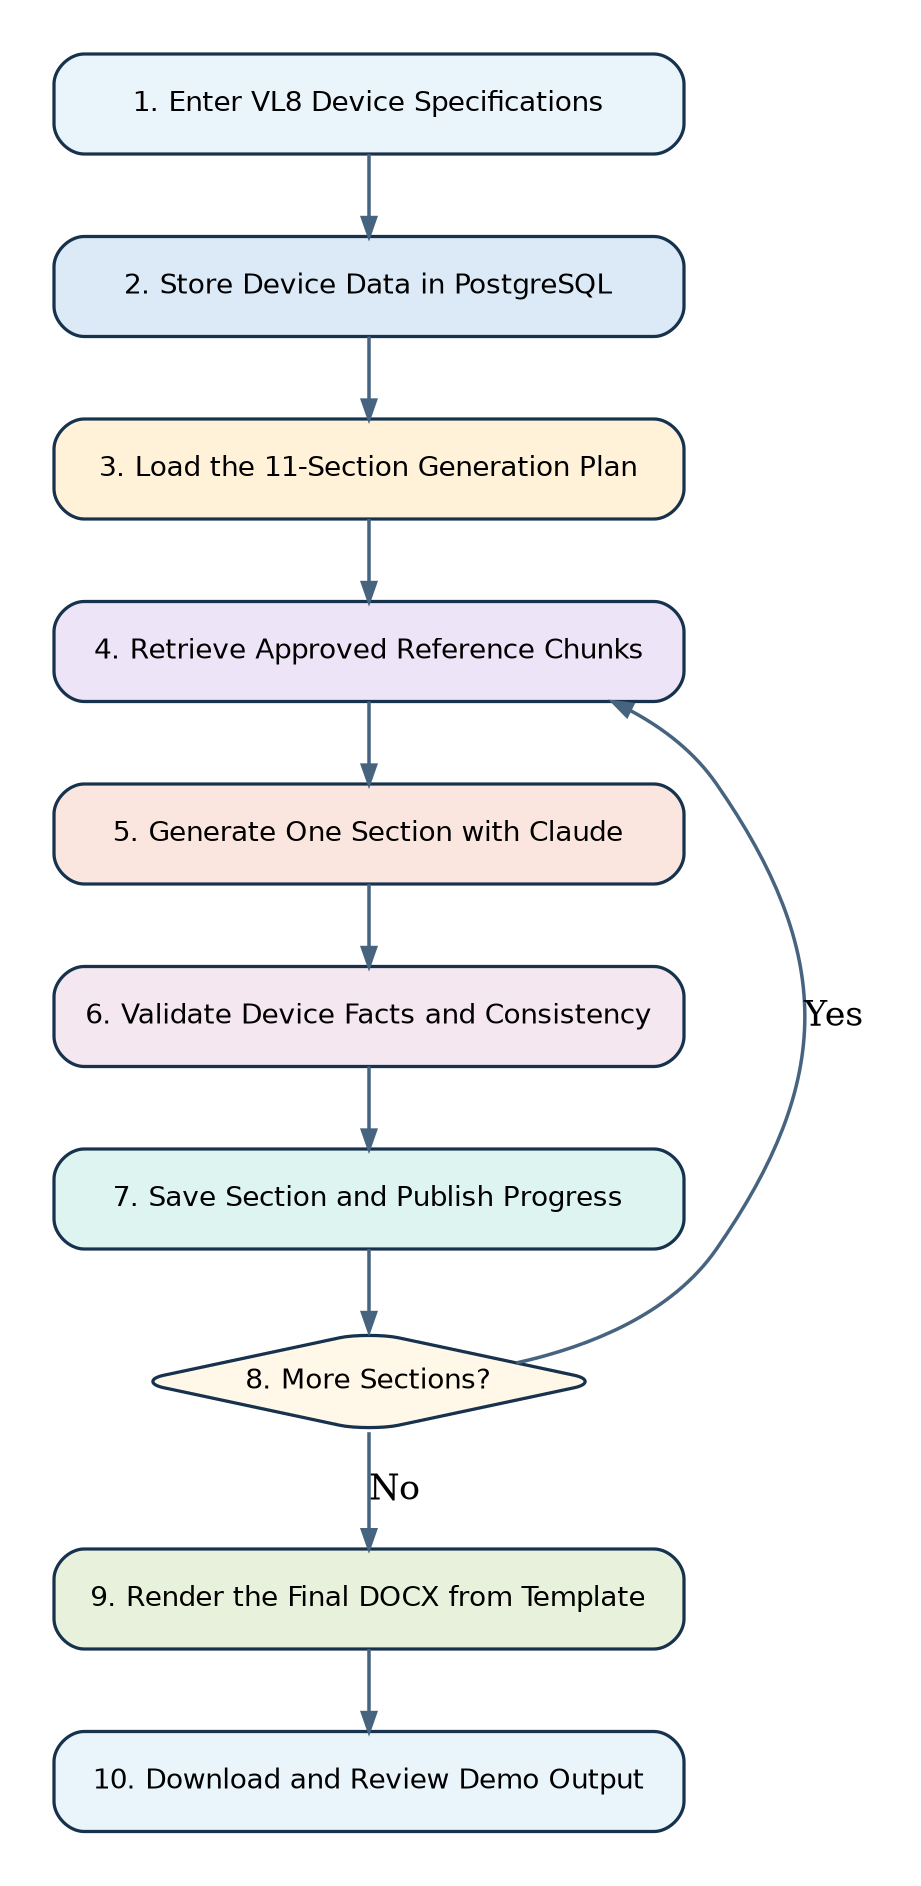 1. Enter VL8 Device Specifications
2. Store Device Data in PostgreSQL
3. Load the 11-Section Generation Plan
4. Retrieve Approved Reference Chunks
5. Generate One Section with Claude
6. Validate Device Facts and Consistency
Yes
7. Save Section and Publish Progress
8. More Sections?
No
9. Render the Final DOCX from Template
10. Download and Review Demo Output